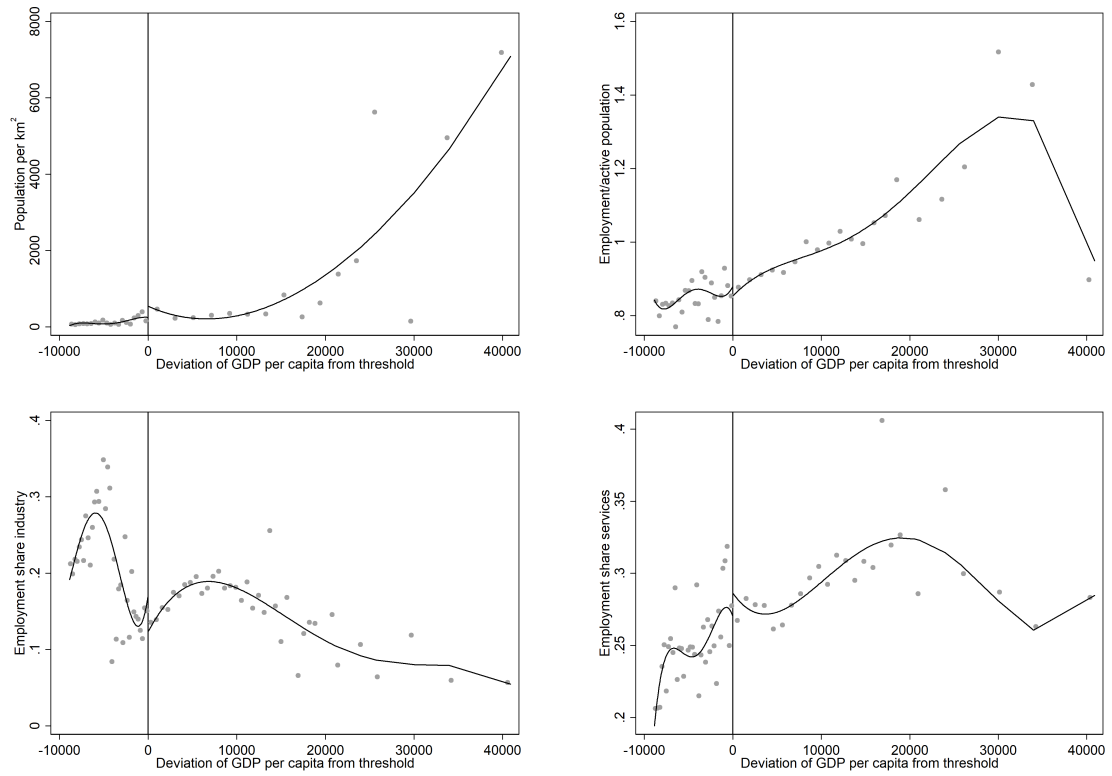 Population per km²
0 2000 4000 6000 8000
-10000 0 10000 20000 30000 40000
Deviation of GDP per capita from threshold
Employment/active population
.8 1 1.2 1.4 1.6
-10000 0 10000 20000 30000 40000
Deviation of GDP per capita from threshold
Employment share industry
0 .1 .2 .3 .4
-10000 0 10000 20000 30000 40000
Deviation of GDP per capita from threshold
Employment share services
.2 .25 .3 .35 .4
-10000 0 10000 20000 30000 40000
Deviation of GDP per capita from threshold